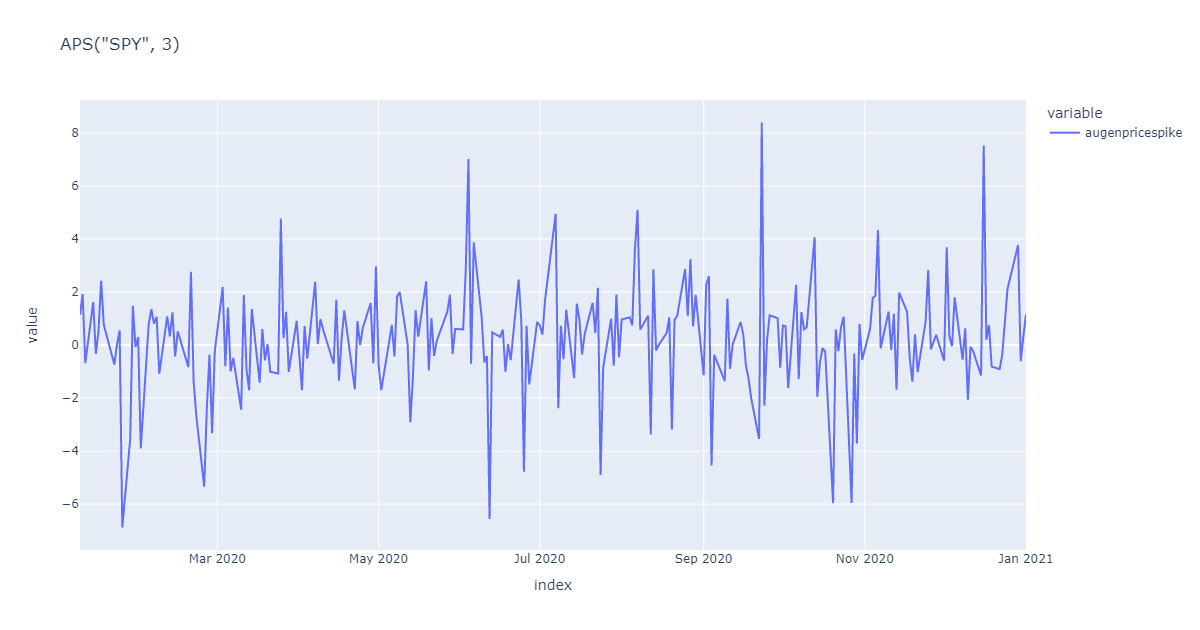 APS("SPY", 3)
variable
augenpricespike
value
8
6
4
2
0
−2
−4
−6
Mar 2020
May 2020
Jul 2020
Sep 2020
Nov 2020
Jan 2021
index